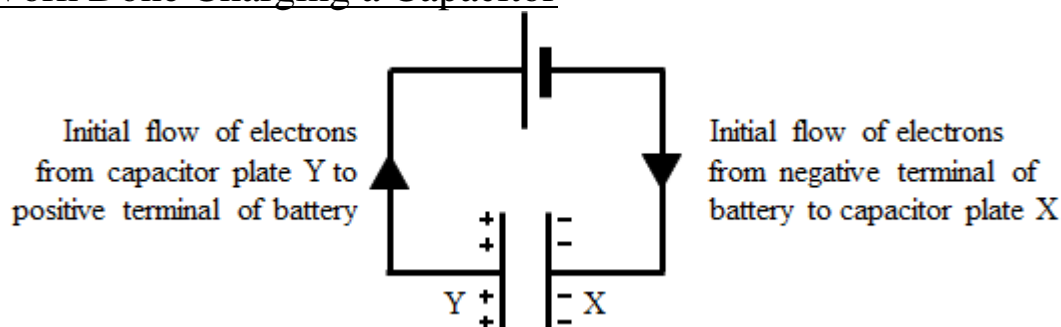 Work Done Charging a Capacitor
Initial flow of electrons
from capacitor plate Y to
positive terminal of battery
Initial flow of electrons
from negative terminal of
battery to capacitor plate X
+
+
Y +
+
-
-
- X
-